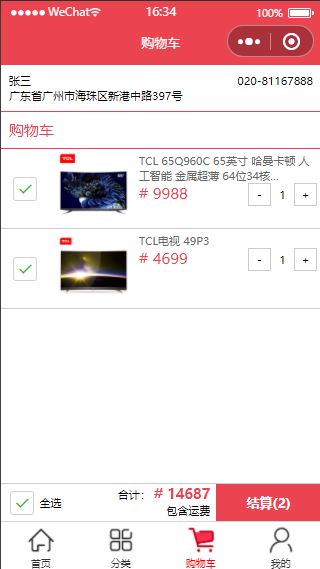 WeChat 16:34 100%
购物车
张三 020-81167888
广东省广州市海珠区新港中路397号
购物车
TCL
TCL 65Q960C 65英寸 哈曼卡顿 人
工智能 金属超薄 64位34核...
# 9988 - 1 +
TCL
TCL电视 49P3
# 4699 - 1 +
全选 合计： # 14687 结算(2)
包含运费
首页 分类 购物车 我的